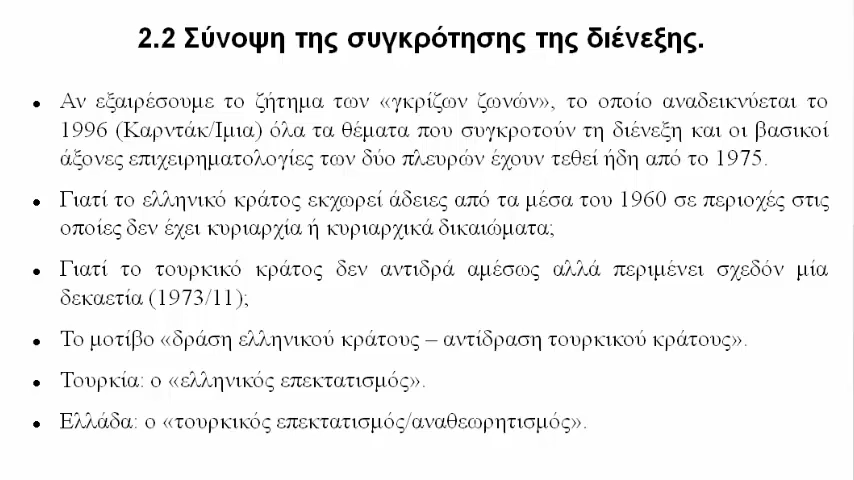 2.2 Σύνοψη της συγκρότησης της διένεξης.
● Αν εξαιρέσουμε το ζήτημα των «γκρίζων ζωνών», το οποίο αναδεικνύεται το
1996 (Καρντάκ/Ίμια) όλα τα θέματα που συγκροτούν τη διένεξη και οι βασικοί
άξονες επιχειρηματολογίες των δύο πλευρών έχουν τεθεί ήδη από το 1975.
● Γιατί το ελληνικό κράτος εκχωρεί άδειες από τα μέσα του 1960 σε περιοχές στις
οποίες δεν έχει κυριαρχία ή κυριαρχικά δικαιώματα;
● Γιατί το τουρκικό κράτος δεν αντιδρά αμέσως αλλά περιμένει σχεδόν μία
δεκαετία (1973/11);
● Το μοτίβο «δράση ελληνικού κράτους – αντίδραση τουρκικού κράτους».
● Τουρκία: ο «ελληνικός επεκτατισμός».
● Ελλάδα: ο «τουρκικός επεκτατισμός/αναθεωρητισμός».